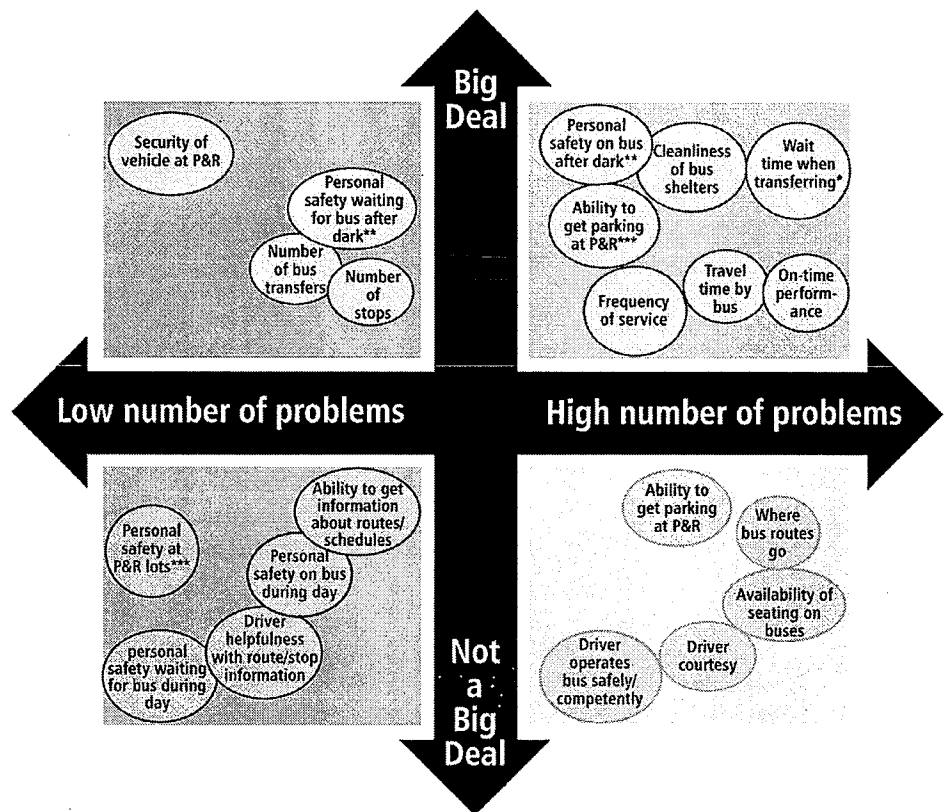 Big
Deal
Security of
vehicle at P&R
Personal
safety waiting
for bus after
dark**
Number
of bus
transfers
Number
of
stops
Personal
safety on bus
after dark**
Cleanliness
of bus
shelters
Wait
time when
transferring*
Ability to
get parking
at P&R***
Frequency
of service
Travel
time by
bus
On-time
perform-
ance
Low number of problems
High number of problems
Ability to get
information
about routes/
schedules
Personal
safety at
P&R lots***
Personal
safety on bus
during day
Driver
helpfulness
with route/stop
information
personal
safety waiting
for bus during
day
Ability to
get parking
at P&R
Where
bus routes
go
Availability of
seating on
buses
Driver
courtesy
Driver
operates
bus safely/
competently
Not
a
Big
Deal